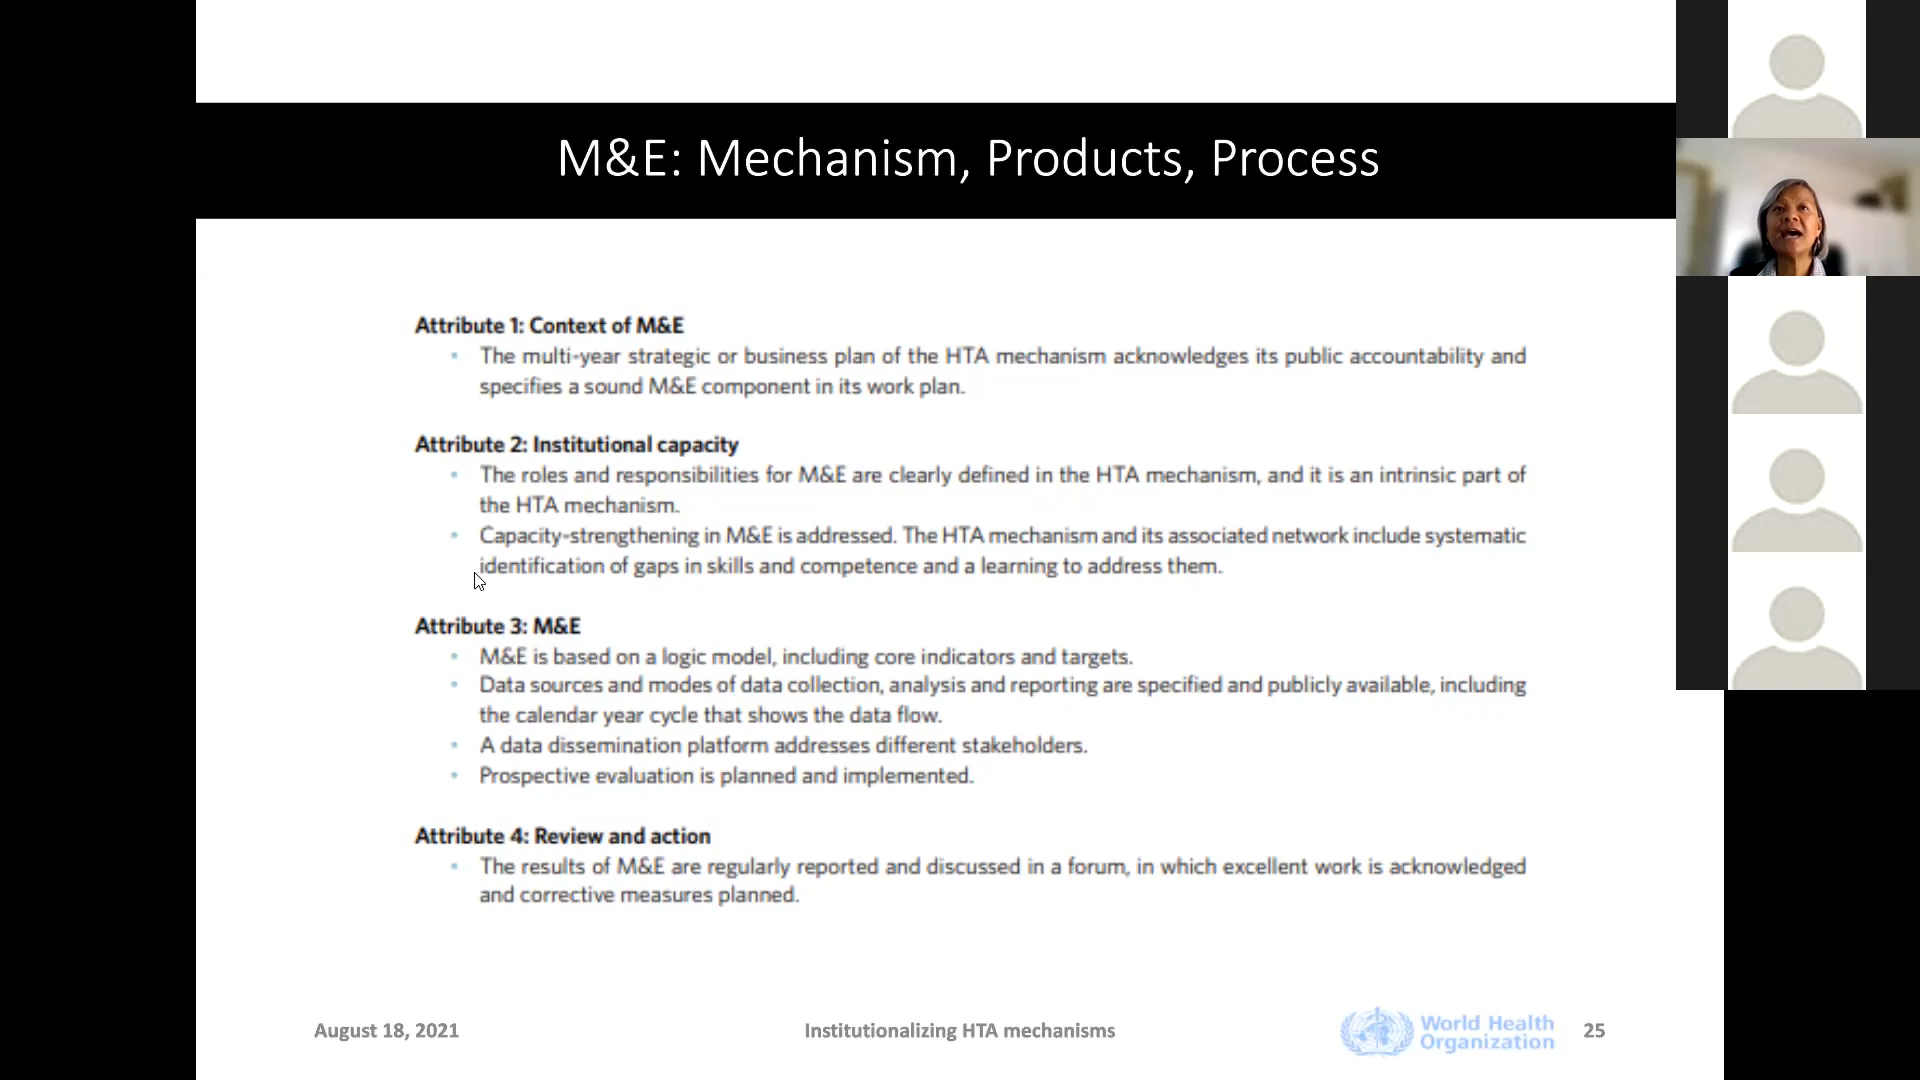 M&E: Mechanism, Products, Process
Attribute 1: Context of M&E
• The multi-year strategic or business plan of the HTA mechanism acknowledges its public accountability and
specifies a sound M&E component in its work plan.
Attribute 2: Institutional capacity
• The roles and responsibilities for M&E are clearly defined in the HTA mechanism, and it is an intrinsic part of
the HTA mechanism.
• Capacity-strengthening in M&E is addressed. The HTA mechanism and its associated network include systematic
identification of gaps in skills and competence and a learning to address them.
Attribute 3: M&E
• M&E is based on a logic model, including core indicators and targets.
• Data sources and modes of data collection, analysis and reporting are specified and publicly available, including
the calendar year cycle that shows the data flow.
• A data dissemination platform addresses different stakeholders.
• Prospective evaluation is planned and implemented.
Attribute 4: Review and action
• The results of M&E are regularly reported and discussed in a forum, in which excellent work is acknowledged
and corrective measures planned.
August 18, 2021
Institutionalizing HTA mechanisms
World Health
Organization
25